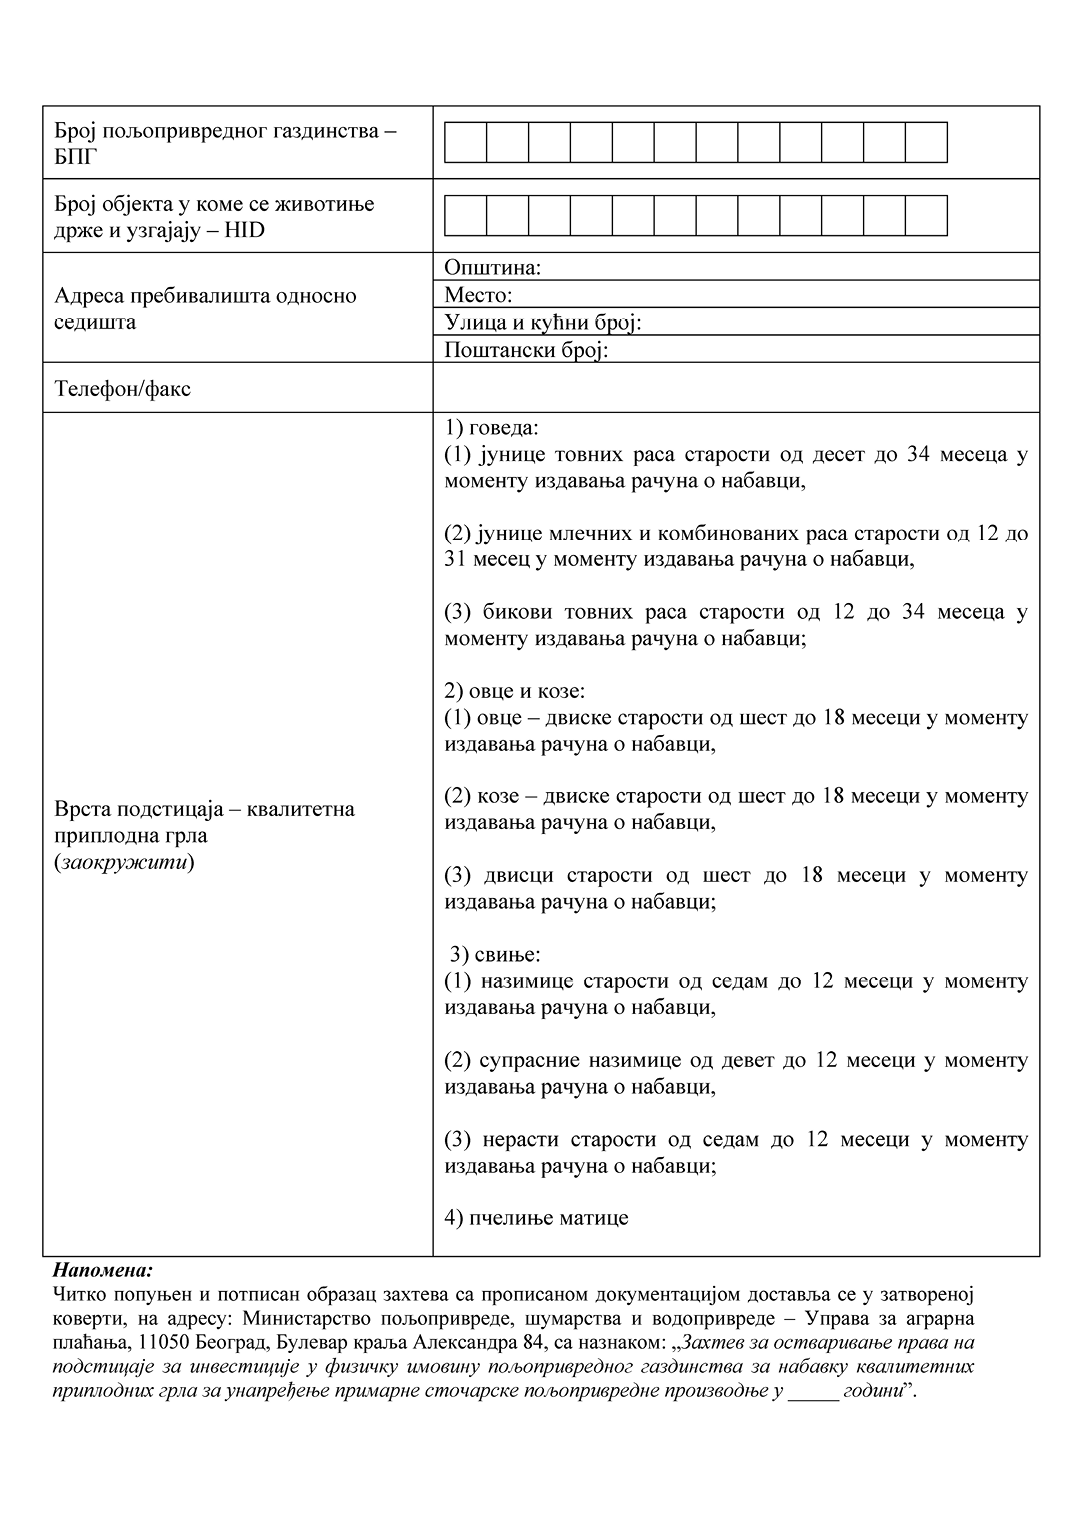 Број пољопривредног газдинства –
БПГ
Број објекта у коме се животиње
држе и узгајају – HID
Адреса пребивалишта односно
седишта
Општина:
Место:
Улица и кућни број:
Поштански број:
Телефон/факс
Врста подстицаја – квалитетна
приплодна грла
(заокружити)
1) говеда:
(1) јунице товних раса старости од десет до 34 месеца у
моменту издавања рачуна о набавци,
(2) јунице млечних и комбинованих раса старости од 12 до
31 месец у моменту издавања рачуна о набавци,
(3) бикови товних раса старости од 12 до 34 месеца у
моменту издавања рачуна о набавци;
2) овце и козе:
(1) овце – двиске старости од шест до 18 месеци у моменту
издавања рачуна о набавци,
(2) козе – двиске старости од шест до 18 месеци у моменту
издавања рачуна о набавци,
(3) двисци старости од шест до 18 месеци у моменту
издавања рачуна о набавци;
3) свиње:
(1) назимице старости од седам до 12 месеци у моменту
издавања рачуна о набавци,
(2) супрасние назимице од девет до 12 месеци у моменту
издавања рачуна о набавци,
(3) нерасти старости од седам до 12 месеци у моменту
издавања рачуна о набавци;
4) пчелиње матице
Напомена:
Читко попуњен и потписан образац захтева са прописаном документацијом доставља се у затвореној
коверти, на адресу: Министарство пољопривреде, шумарства и водопривреде – Управа за аграрна
плаћања, 11050 Београд, Булевар краља Александра 84, са назнаком: „Захтев за остваривање права на
подстицаје за инвестиције у физичку имовину пољопривредног газдинства за набавку квалитетних
приплодних грла за унапређење примарне сточарске пољопривредне производње у _____ години”.